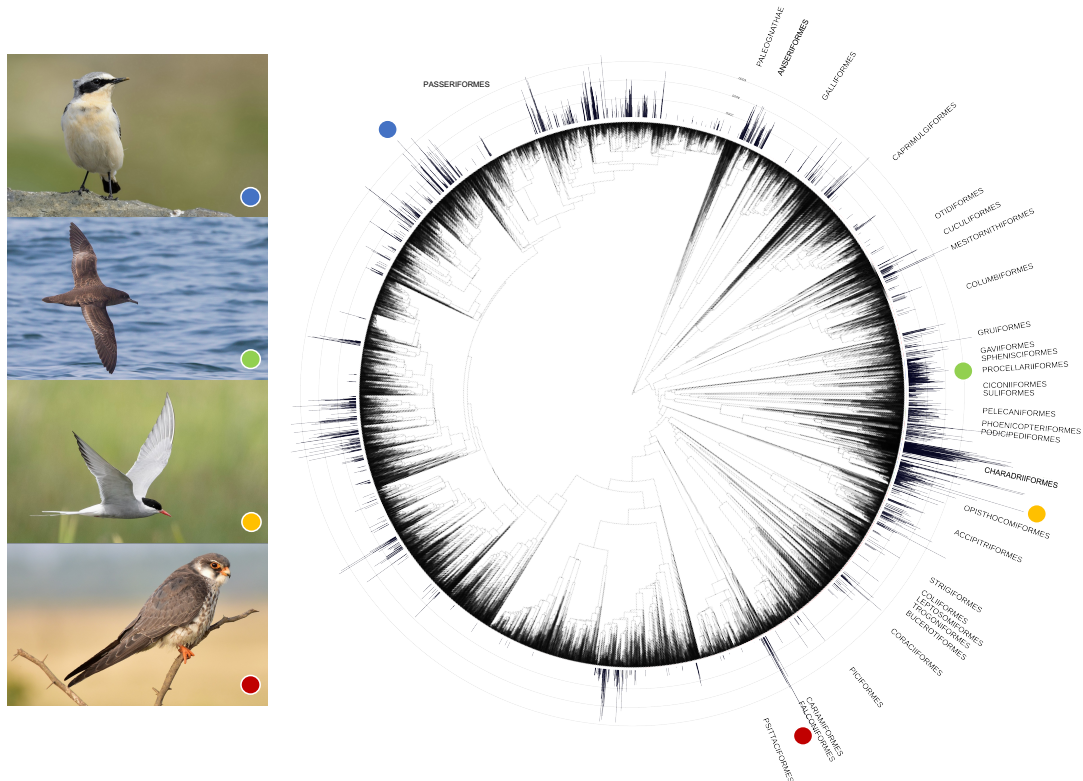 PALEOGNATHAE
ANSERIFORMES
GALLIFORMES
PASSERIFORMES
CAPRIMULGIFORMES
OTIDIFORMES
CUCULIFORMES
MESITORNITHIFORMES
COLUMBIFORMES
GRUIFORMES
GAVIIFORMES
SPHENISCIFORMES
PROCELLARIIFORMES
CICONIIFORMES
SULIFORMES
PELECANIFORMES
PHOENICOPTERIFORMES
PODICIPEDIFORMES
CHARADRIIFORMES
OPISTHOCOMIFORMES
ACCIPITRIFORMES
STRIGIFORMES
COLIIFORMES
LEPTOSOMIFORMES
TROGONIFORMES
BUCEROTIFORMES
CORACIIFORMES
PICIFORMES
CARIAMIFORMES
FALCONIFORMES
PSITTACIFORMES